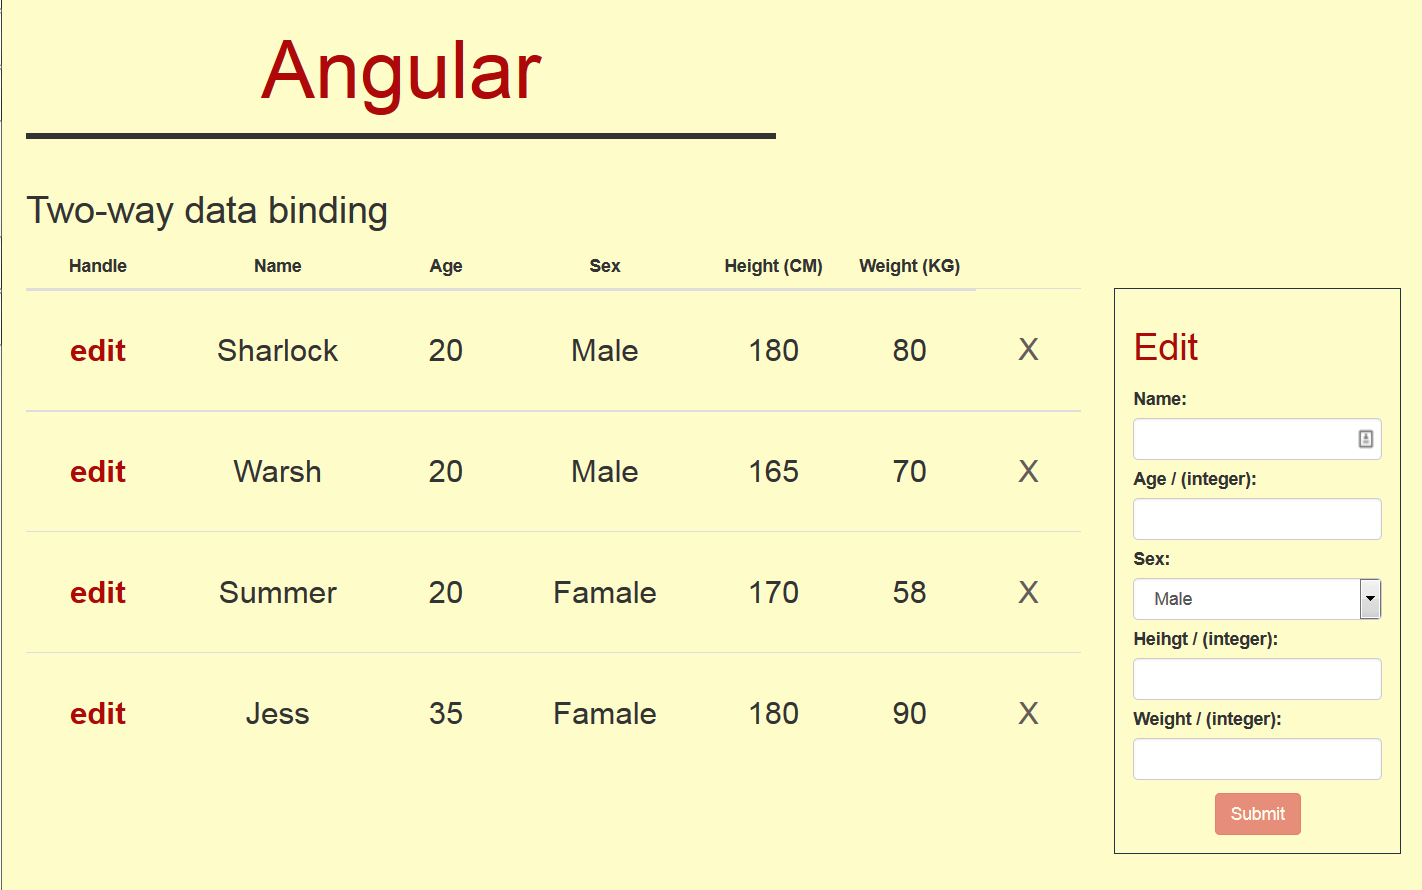 Angular
Two-way data binding
Handle Name Age Sex Height (CM) Weight (KG)
edit Sharlock 20 Male 180 80 X
edit Warsh 20 Male 165 70 X
edit Summer 20 Famale 170 58 X
edit Jess 35 Famale 180 90 X
Edit
Name:
Age / (integer):
Sex:
Male
Heihgt / (integer):
Weight / (integer):
Submit